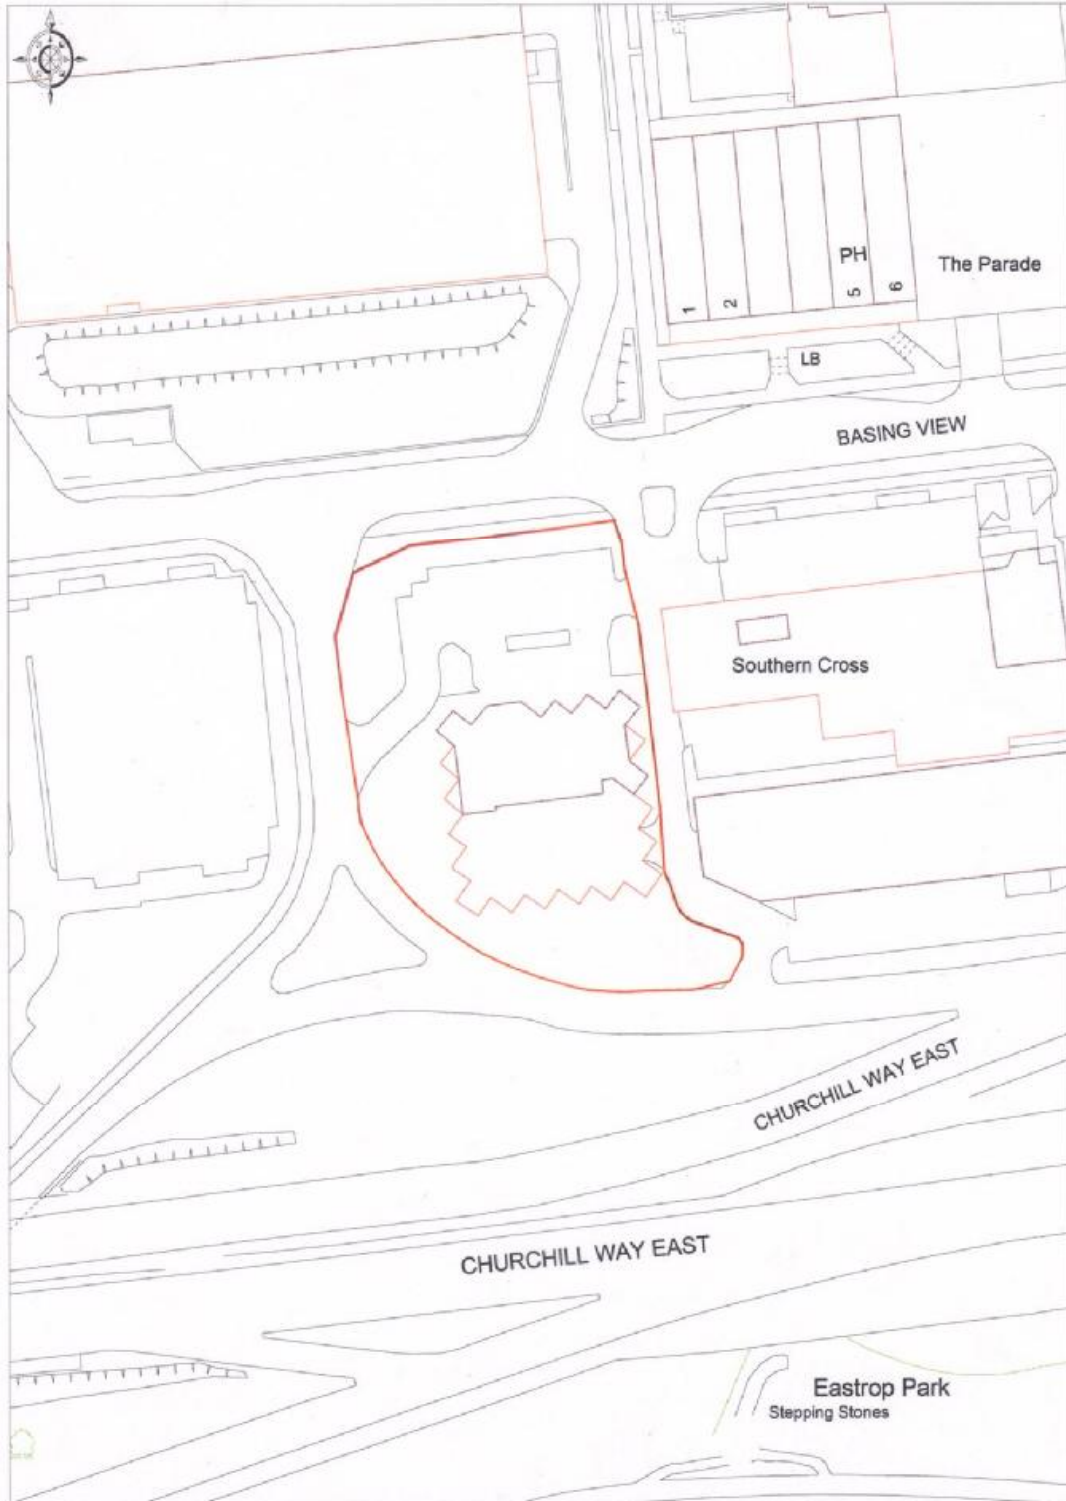 PH
The Parade
1
2
5
6
LB
BASING VIEW
Southern Cross
CHURCHILL WAY EAST
CHURCHILL WAY EAST
Eastrop Park
Stepping Stones